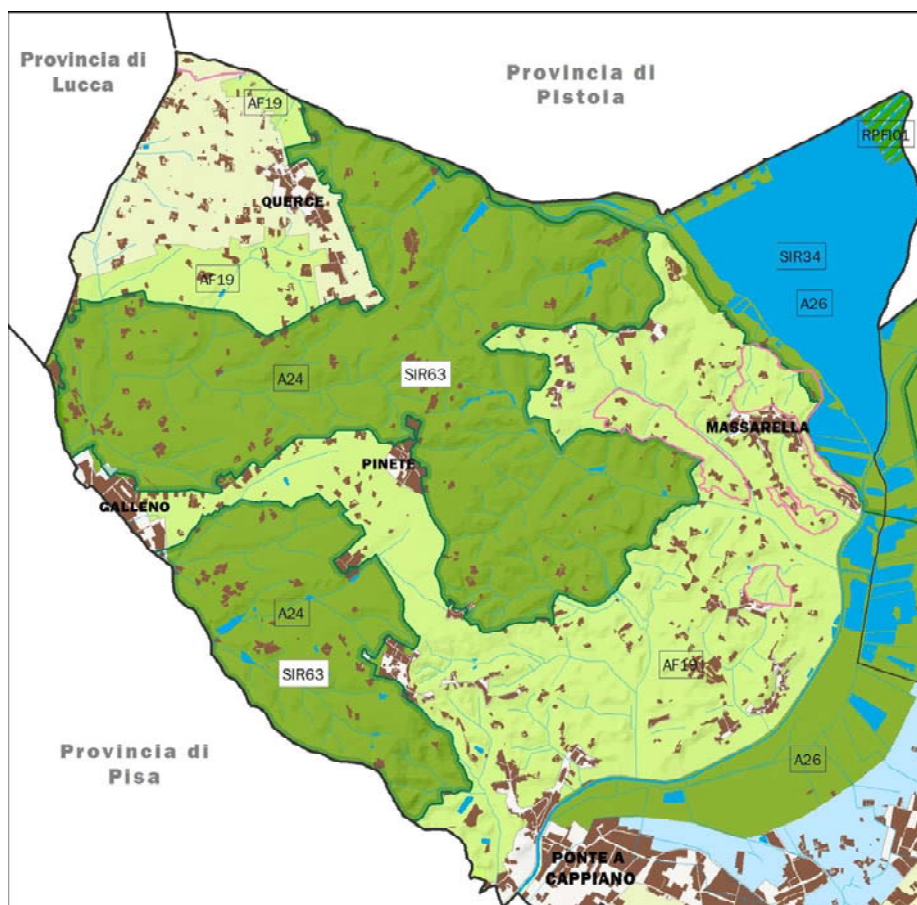 Provincia di
Lucca
Provincia di
Pistoia
AF19
RPFI01
QUERCE
SIR34
AF19
A26
A24
SIR63
MASSARELLA
PINETE
GALLENO
A24
AF19
SIR63
Provincia di
Pisa
A26
PONTE A
CAPPIANO